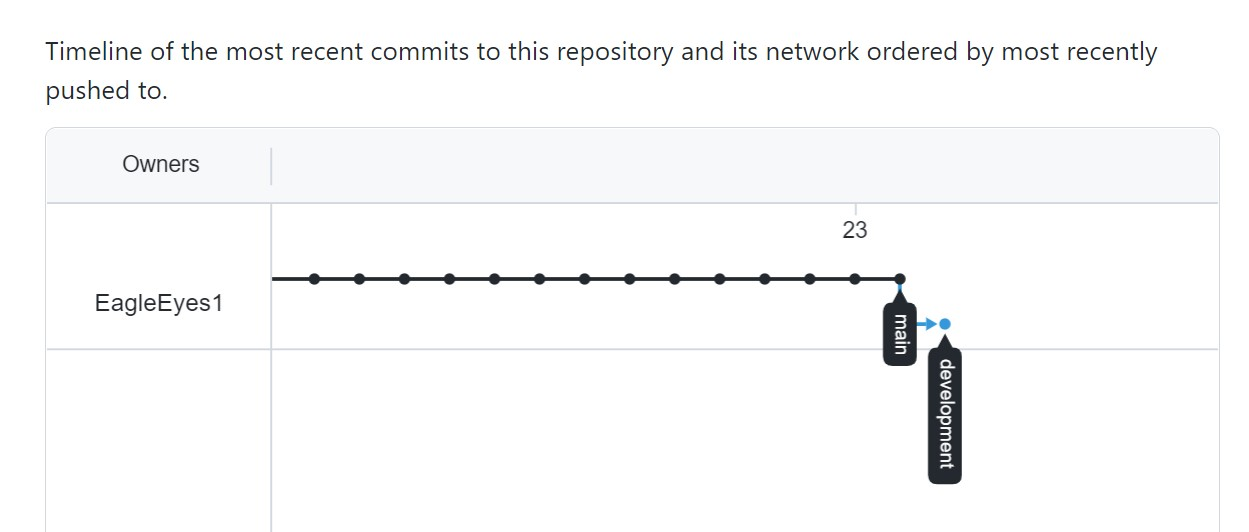 Timeline of the most recent commits to this repository and its network ordered by most recently
pushed to.
Owners
23
EagleEyes1
main
development